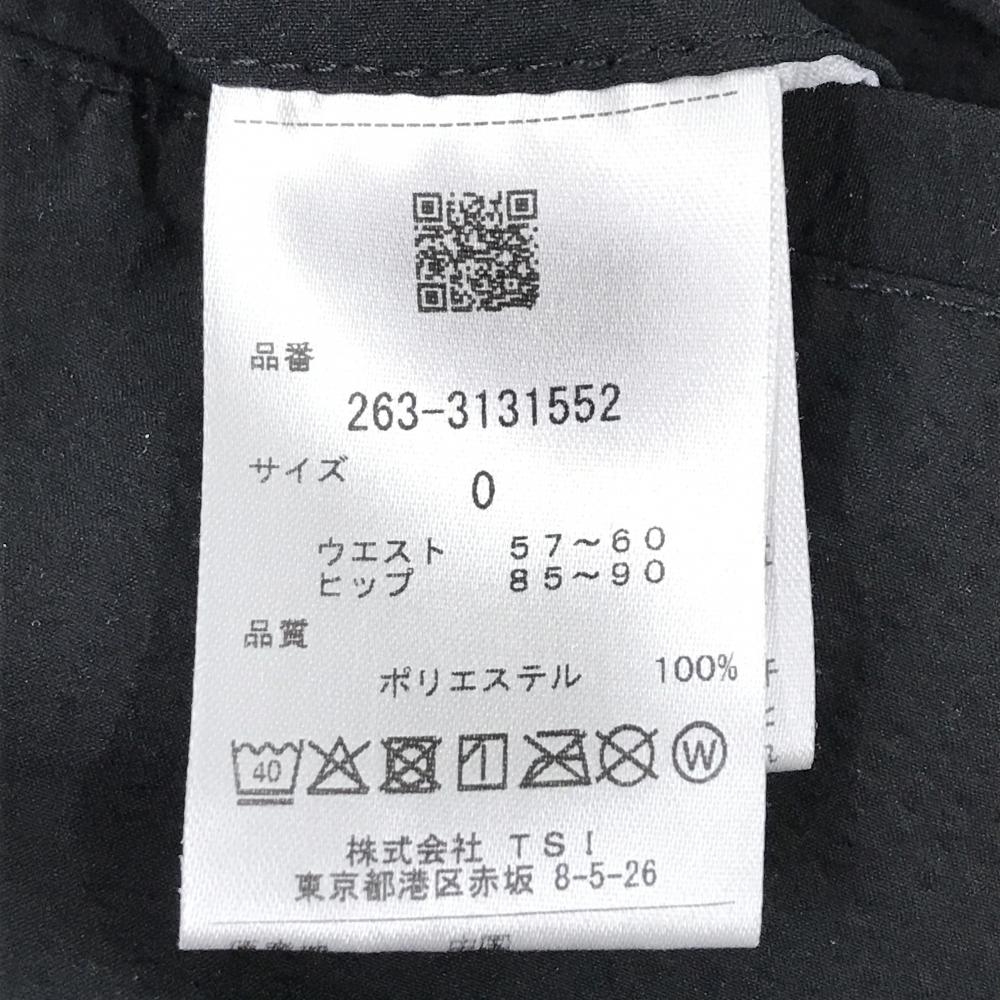 品番
263-3131552
サイズ
0
ウエスト 57～60
ヒップ 85～90
品質
ポリエステル 100%
40
W
株式会社 TSI
東京都港区赤坂 8-5-26